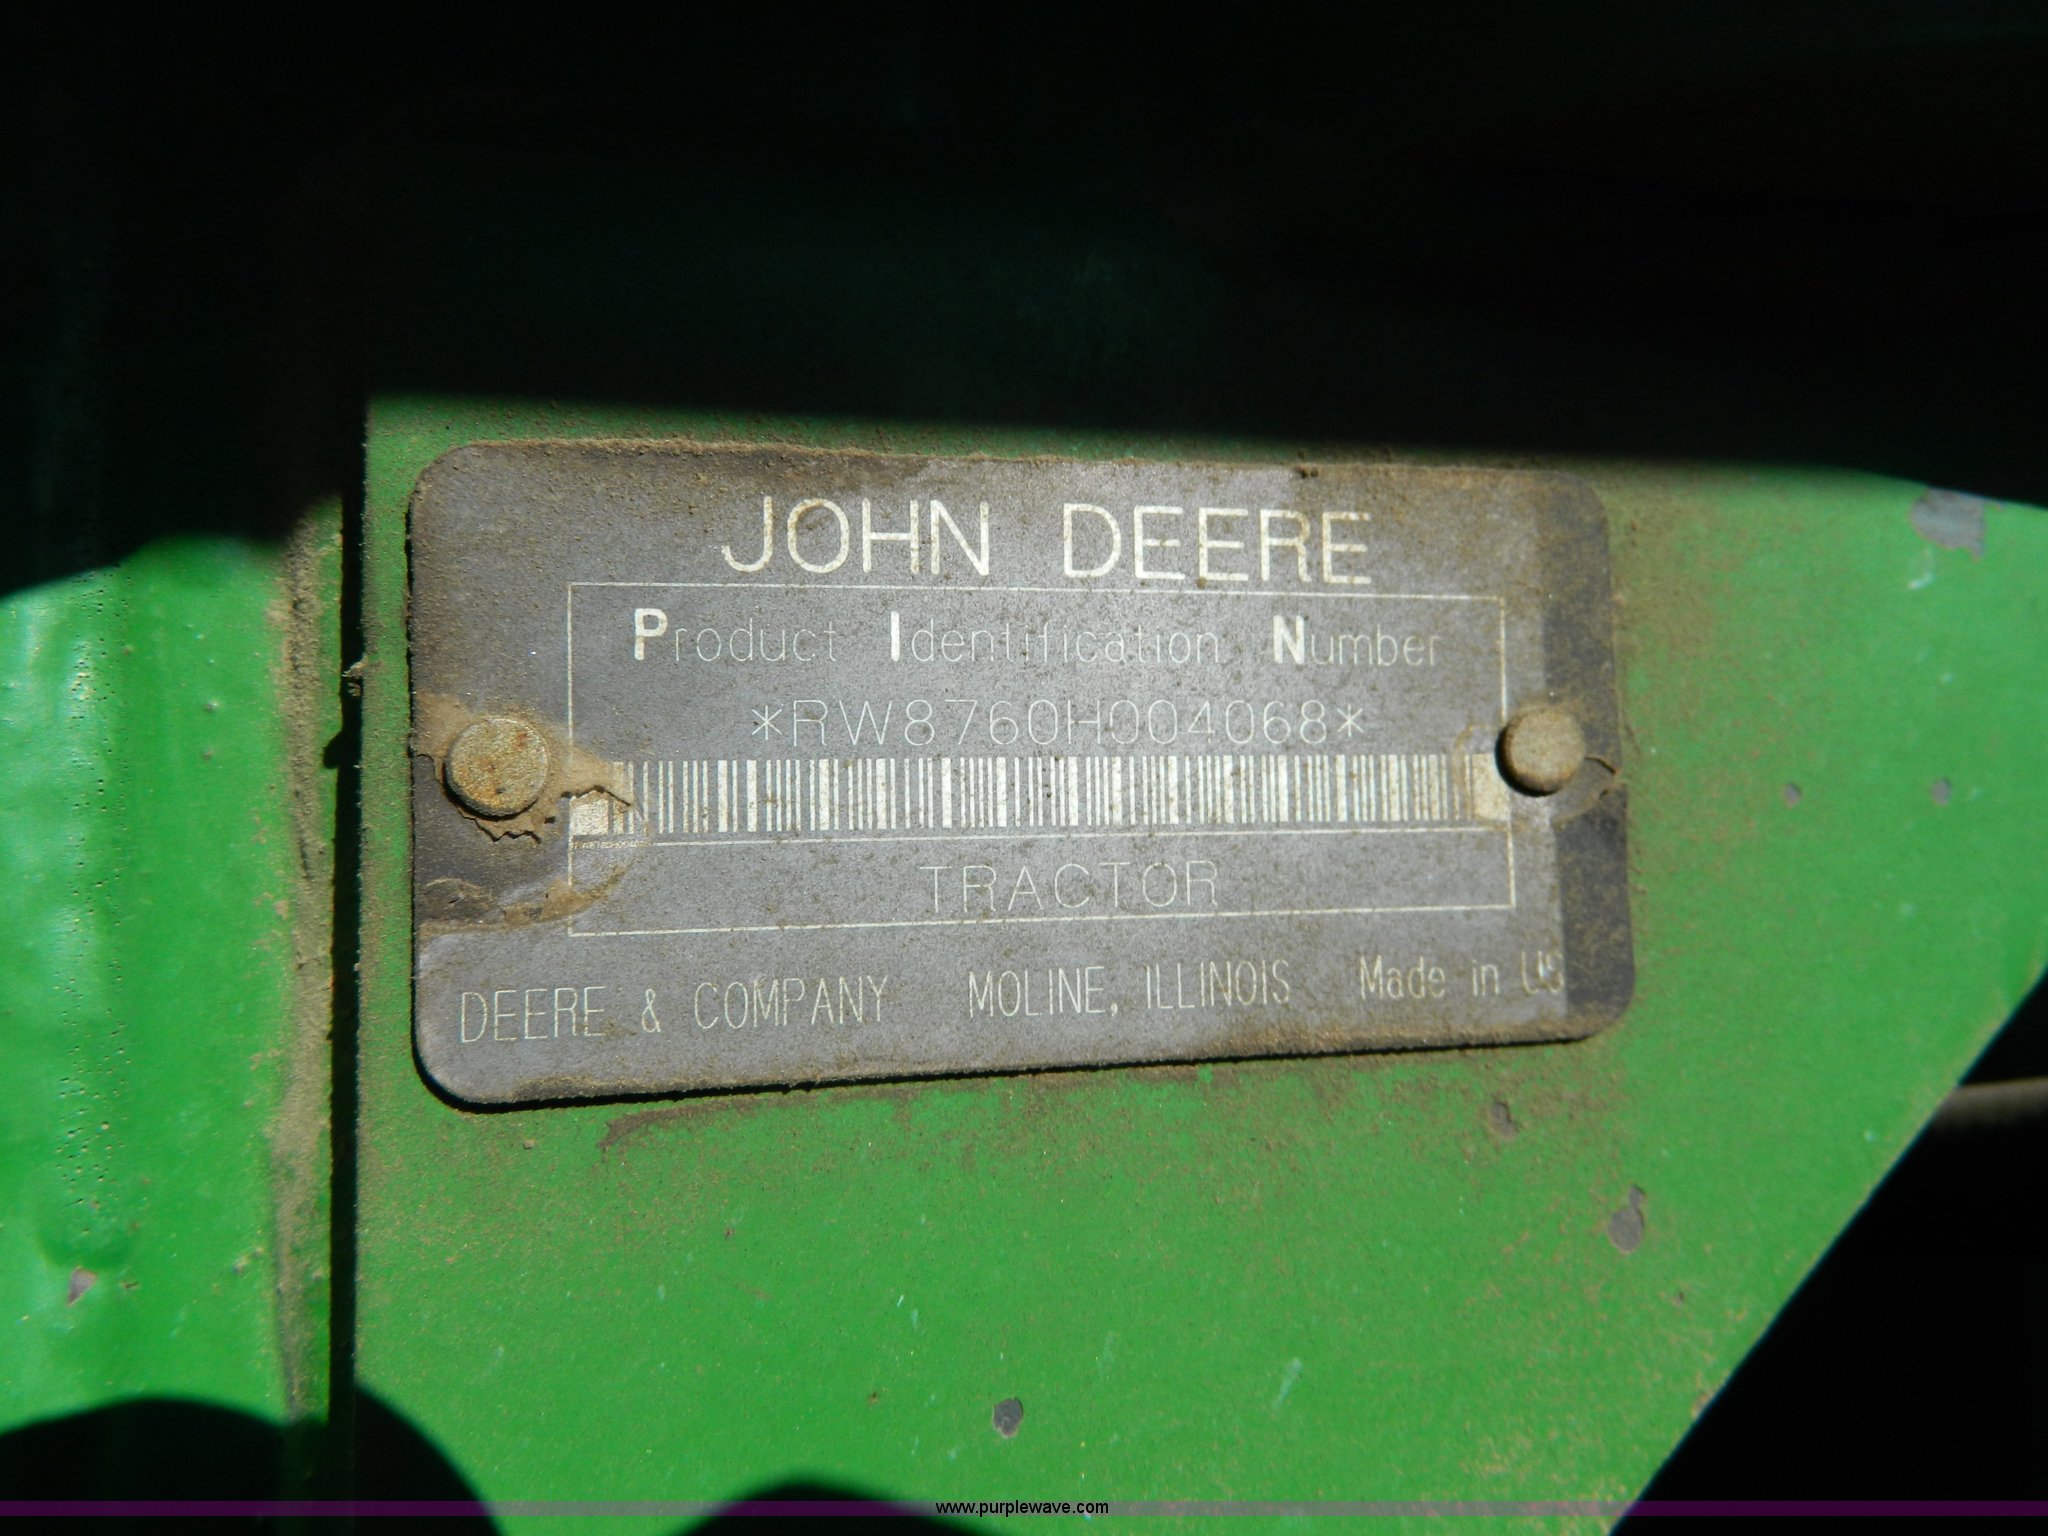 JOHN DEERE
Product Identification Number
*RW8760H004068*
TRACTOR
DEERE & COMPANY MOLINE, ILLINOIS Made in US
www.purplewave.com